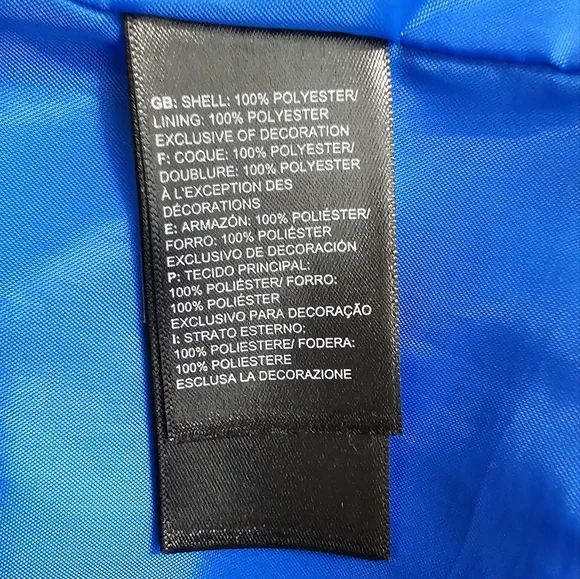 GB: SHELL: 100% POLYESTER/
LINING: 100% POLYESTER
EXCLUSIVE OF DECORATION
F: COQUE: 100% POLYESTER/
DOUBLURE: 100% POLYESTER
À L'EXCEPTION DES
DÉCORATIONS
E: ARMAZÓN: 100% POLIÉSTER/
FORRO: 100% POLIÉSTER
EXCLUSIVO DE DECORACIÓN
P: TECIDO PRINCIPAL:
100% POLIÉSTER/ FORRO:
100% POLIÉSTER
EXCLUSIVO PARA DECORAÇÃO
I: STRATO ESTERNO:
100% POLIESTERE/ FODERA:
100% POLIESTERE
ESCLUSA LA DECORAZIONE